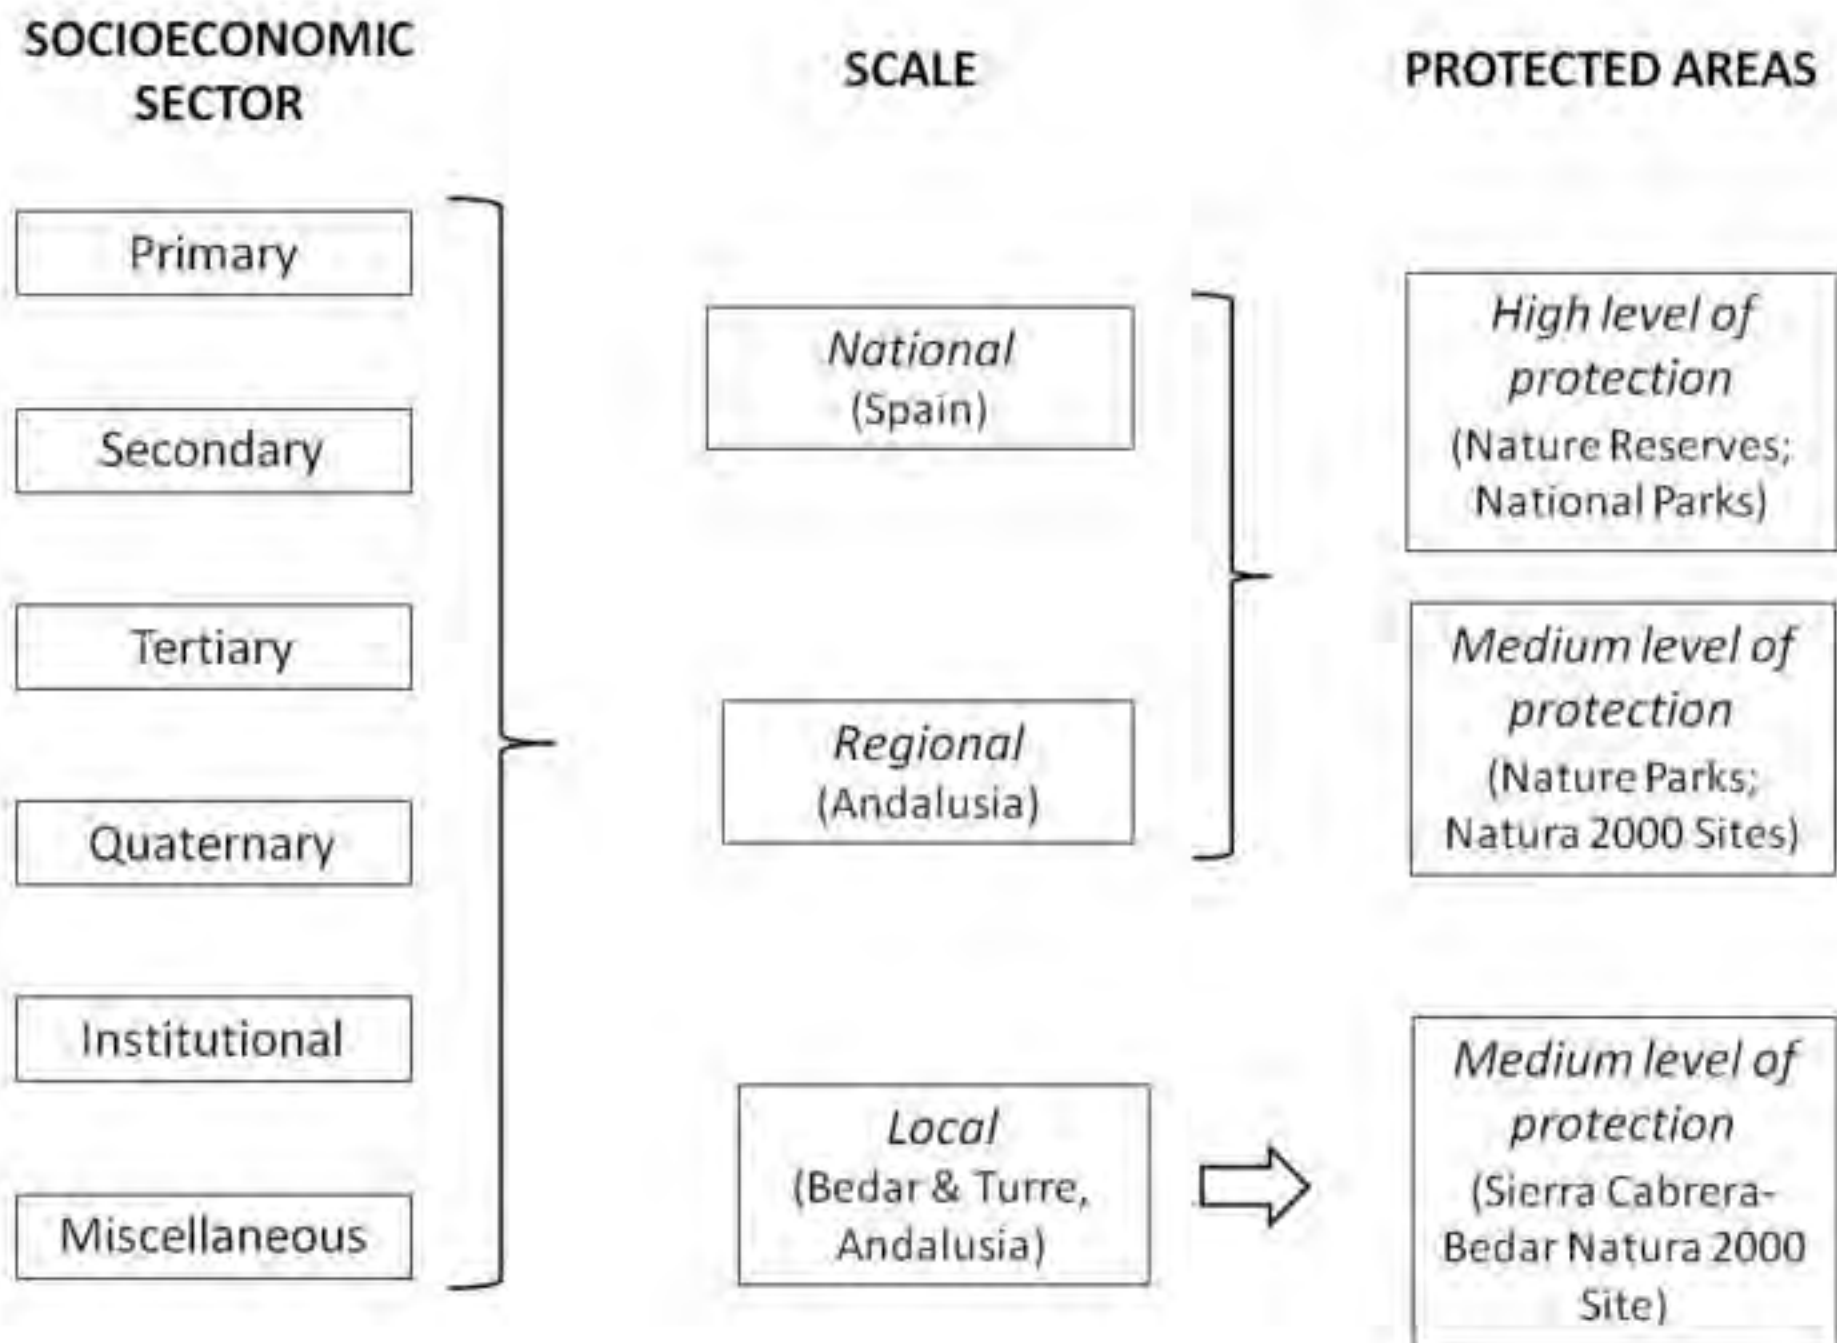 SOCIOECONOMIC
SECTOR
Primary
Secondary
Tertiary
Quaternary
Institutional
Miscellaneous
SCALE
National
(Spain)
Regional
(Andalusia)
Local
(Bedar & Turre,
Andalusia)
PROTECTED AREAS
High level of
protection
(Nature Reserves;
National Parks)
Medium level of
protection
(Nature Parks;
Natura 2000 Sites)
Medium level of
protection
(Sierra Cabrera-
Bedar Natura 2000
Site)